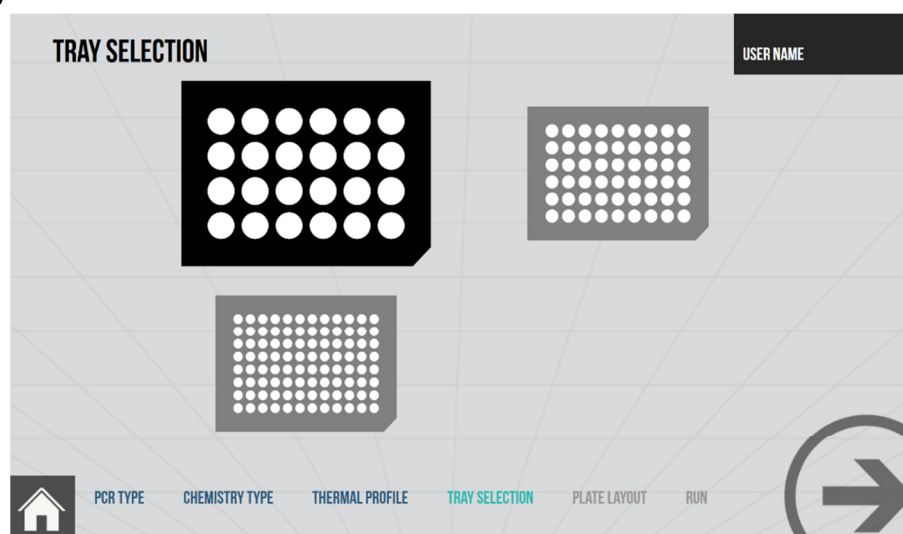 TRAY SELECTION
USER NAME
PCR TYPE
CHEMISTRY TYPE
THERMAL PROFILE
TRAY SELECTION
PLATE LAYOUT
RUN